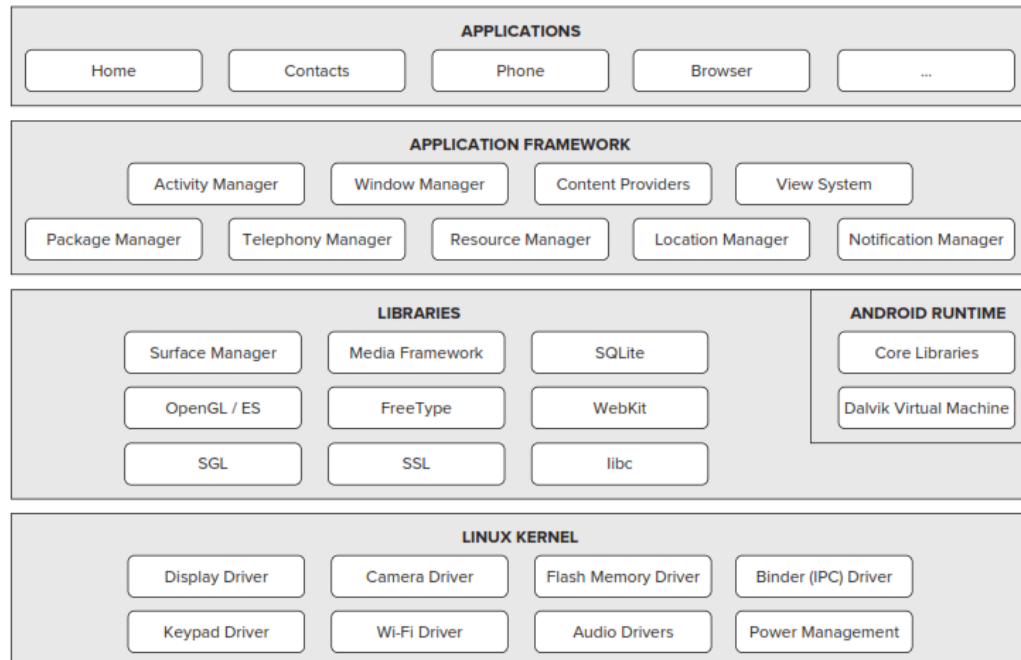 APPLICATIONS
Home Contacts Phone Browser ...
APPLICATION FRAMEWORK
Activity Manager Window Manager Content Providers View System
Package Manager Telephony Manager Resource Manager Location Manager Notification Manager
LIBRARIES ANDROID RUNTIME
Surface Manager Media Framework SQLite Core Libraries
OpenGL / ES FreeType WebKit Dalvik Virtual Machine
SGL SSL libc
LINUX KERNEL
Display Driver Camera Driver Flash Memory Driver Binder (IPC) Driver
Keypad Driver Wi-Fi Driver Audio Drivers Power Management